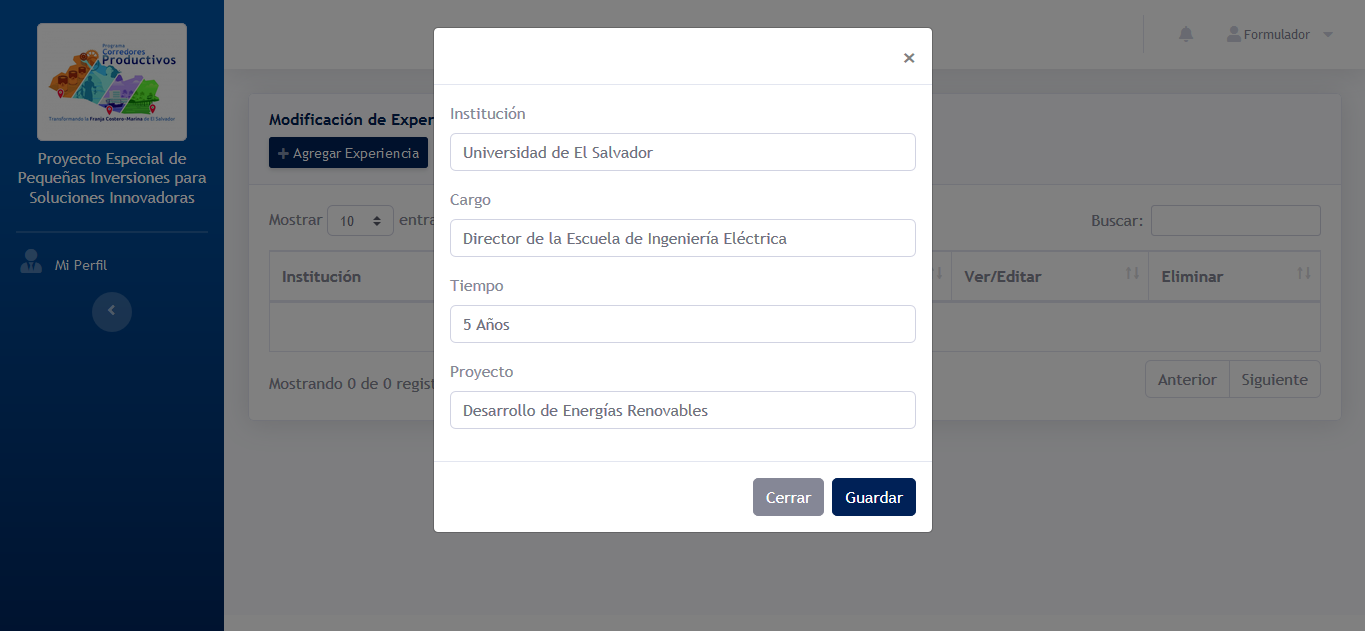 Programa
Corredores
Productivos
Transformando la Franja Costero-Marina de El Salvador
Proyecto Especial de
Pequeñas Inversiones para
Soluciones Innovadoras
Mi Perfil
Formulador
Modificación de Exper
+ Agregar Experiencia
Mostrar 10 entra
Buscar:
Institución
Ver/Editar
Eliminar
Mostrando 0 de 0 regist
Anterior
Siguiente
×
Institución
Universidad de El Salvador
Cargo
Director de la Escuela de Ingeniería Eléctrica
Tiempo
5 Años
Proyecto
Desarrollo de Energías Renovables
Cerrar
Guardar